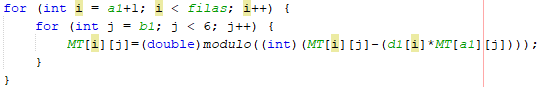 for (int i = a1+1; i < filas; i++) {
for (int j = b1; j < 6; j++) {
MT[i][j]=(double)modulo((int)(MT[i][j]-(d1[i]*MT[a1][j])));
}
}